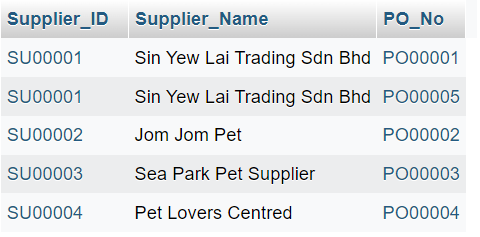 Supplier_ID Supplier_Name PO_No
SU00001 Sin Yew Lai Trading Sdn Bhd PO00001
SU00001 Sin Yew Lai Trading Sdn Bhd PO00005
SU00002 Jom Jom Pet PO00002
SU00003 Sea Park Pet Supplier PO00003
SU00004 Pet Lovers Centred PO00004